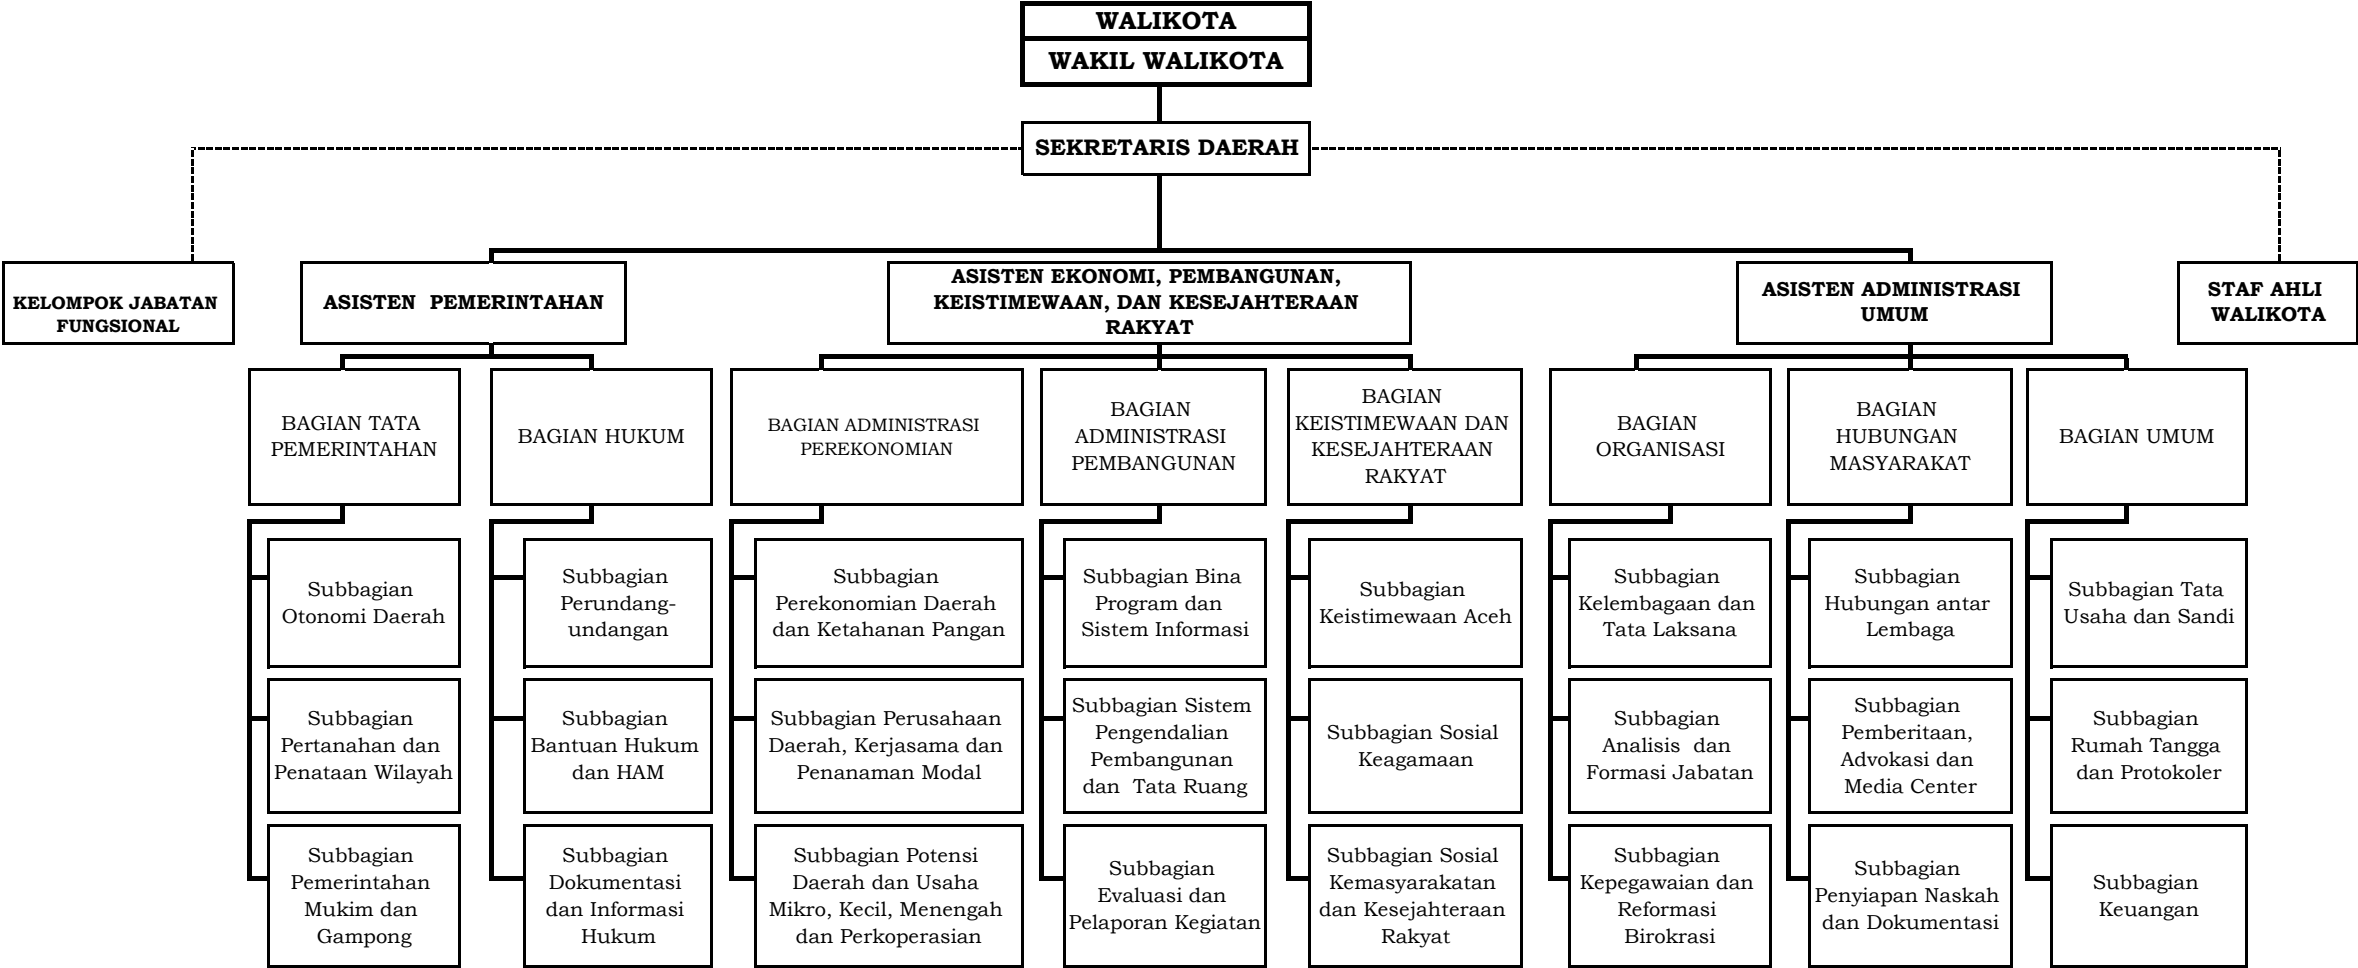 WALIKOTA
WAKIL WALIKOTA
SEKRETARIS DAERAH
KELOMPOK JABATAN
FUNGSIONAL
ASISTEN PEMERINTAHAN
ASISTEN EKONOMI, PEMBANGUNAN,
KEISTIMEWAAN, DAN KESEJAHTERAAN
RAKYAT
ASISTEN ADMINISTRASI
UMUM
STAF AHLI
WALIKOTA
BAGIAN TATA
PEMERINTAHAN
BAGIAN HUKUM
BAGIAN ADMINISTRASI
PEREKONOMIAN
BAGIAN
ADMINISTRASI
PEMBANGUNAN
BAGIAN
KEISTIMEWAAN DAN
KESEJAHTERAAN
RAKYAT
BAGIAN
ORGANISASI
BAGIAN
HUBUNGAN
MASYARAKAT
BAGIAN UMUM
Subbagian
Otonomi Daerah
Subbagian
Perundang-
undangan
Subbagian
Perekonomian Daerah
dan Ketahanan Pangan
Subbagian Bina
Program dan
Sistem Informasi
Subbagian
Keistimewaan Aceh
Subbagian
Kelembagaan dan
Tata Laksana
Subbagian
Hubungan antar
Lembaga
Subbagian Tata
Usaha dan Sandi
Subbagian
Pertanahan dan
Penataan Wilayah
Subbagian
Bantuan Hukum
dan HAM
Subbagian Perusahaan
Daerah, Kerjasama dan
Penanaman Modal
Subbagian Sistem
Pengendalian
Pembangunan
dan Tata Ruang
Subbagian Sosial
Keagamaan
Subbagian
Analisis dan
Formasi Jabatan
Subbagian
Pemberitaan,
Advokasi dan
Media Center
Subbagian
Rumah Tangga
dan Protokoler
Subbagian
Pemerintahan
Mukim dan
Gampong
Subbagian
Dokumentasi
dan Informasi
Hukum
Subbagian Potensi
Daerah dan Usaha
Mikro, Kecil, Menengah
dan Perkoperasian
Subbagian
Evaluasi dan
Pelaporan Kegiatan
Subbagian Sosial
Kemasyarakatan
dan Kesejahteraan
Rakyat
Subbagian
Kepegawaian dan
Reformasi
Birokrasi
Subbagian
Penyiapan Naskah
dan Dokumentasi
Subbagian
Keuangan